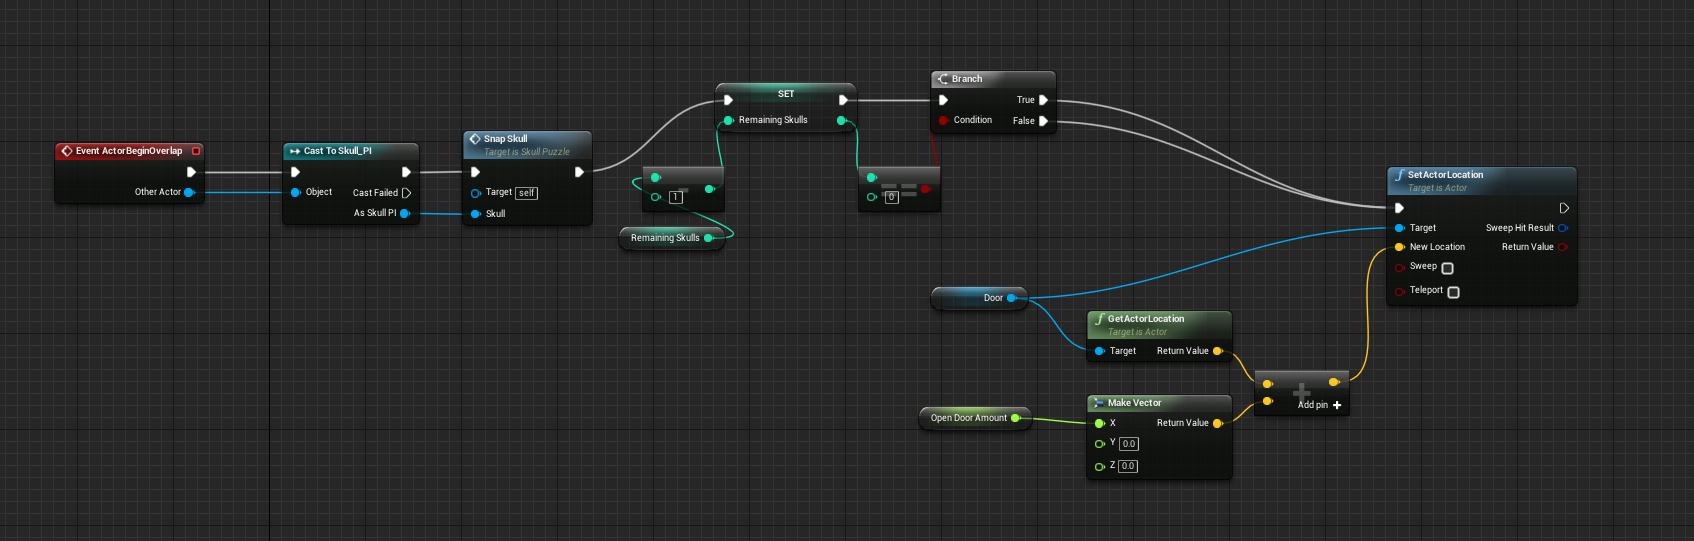 Event ActorBeginOverlap
Other Actor
Cast To Skull_PI
Object
Cast Failed
As Skull PI
Snap Skull
Target is Skull Puzzle
Target self
Skull
SET
Remaining Skulls
1
Remaining Skulls
0
Branch
True
Condition
False
Door
GetActorLocation
Target is Actor
Target
Return Value
Open Door Amount
Make Vector
X
Return Value
Y 0.0
Z 0.0
Add pin
SetActorLocation
Target is Actor
Target
Sweep Hit Result
New Location
Return Value
Sweep
Teleport